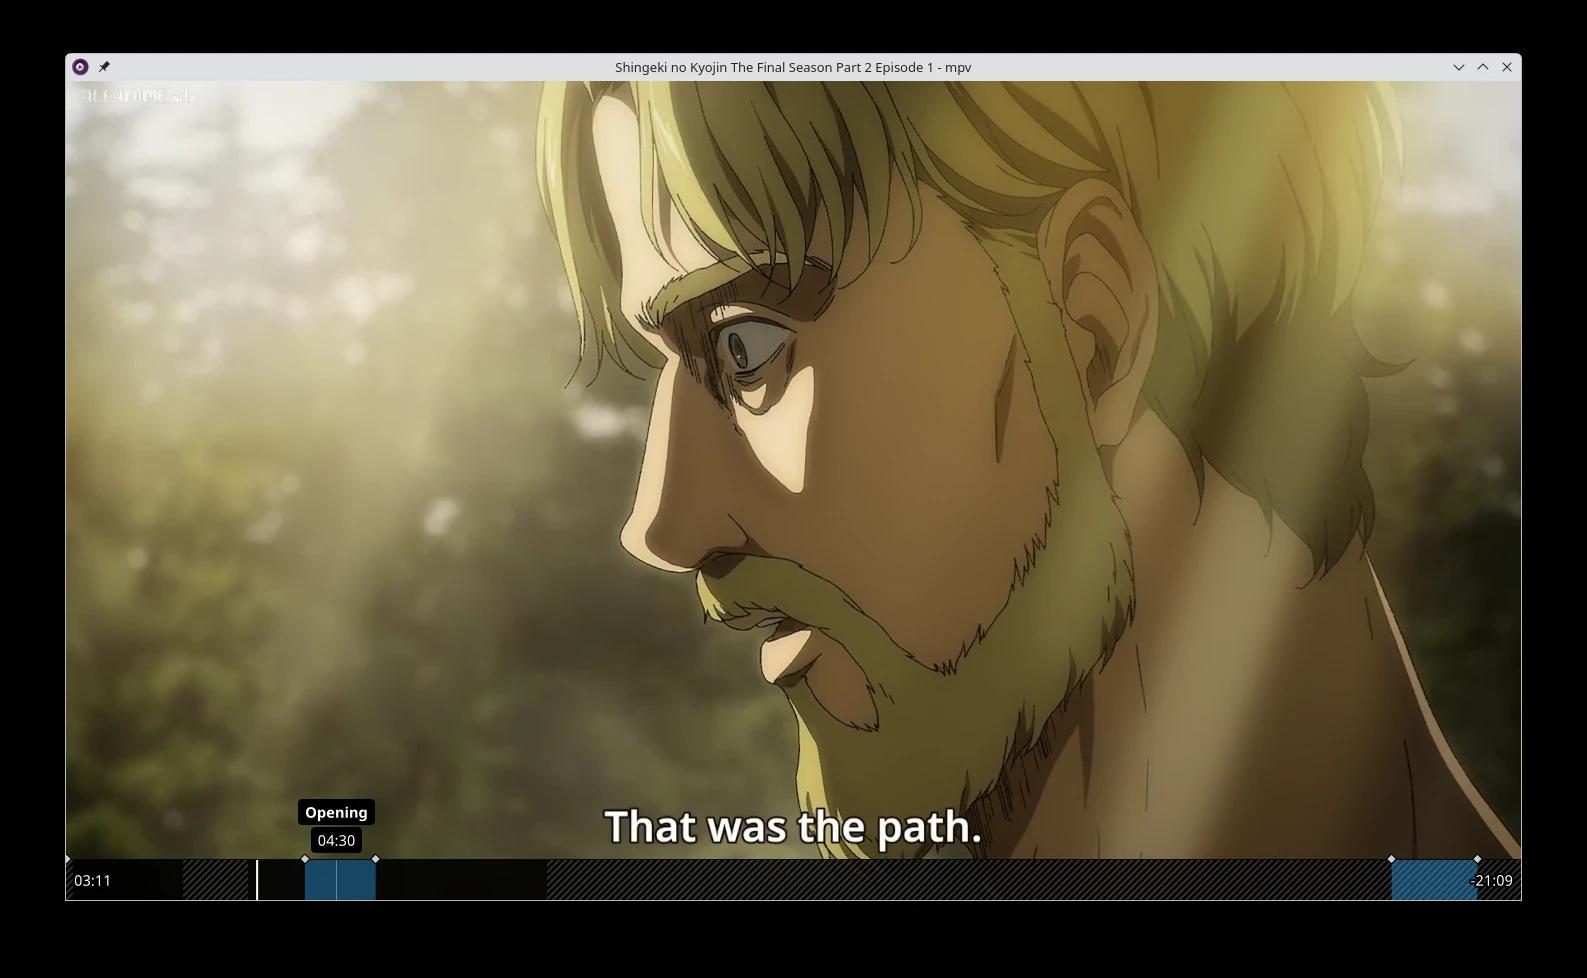 Shingeki no Kyojin The Final Season Part 2 Episode 1 - mpv
ALLANIME.site
That was the path.
Opening
04:30
03:11
-21:09